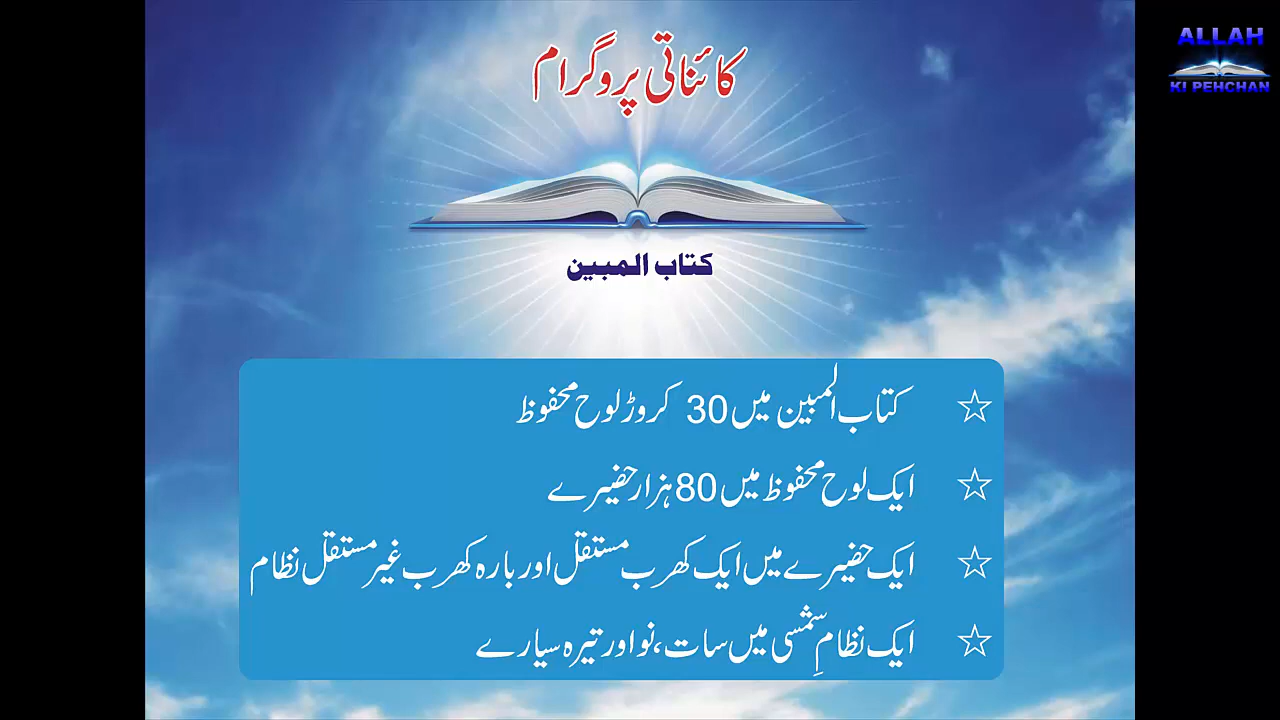 کائناتی پروگرام
ALLAH
KI PEHCHAN
کتاب المبین
☆ کتاب المبین میں 30 کروڑ لوح محفوظ
☆ ایک لوح محفوظ میں 80 ہزار حضیرے
☆ ایک حضیرے میں ایک کھرب مستقل اور بارہ کھرب غیر مستقل نظام
☆ ایک نظامِ شمسی میں سات، نو اور تیرہ سیارے